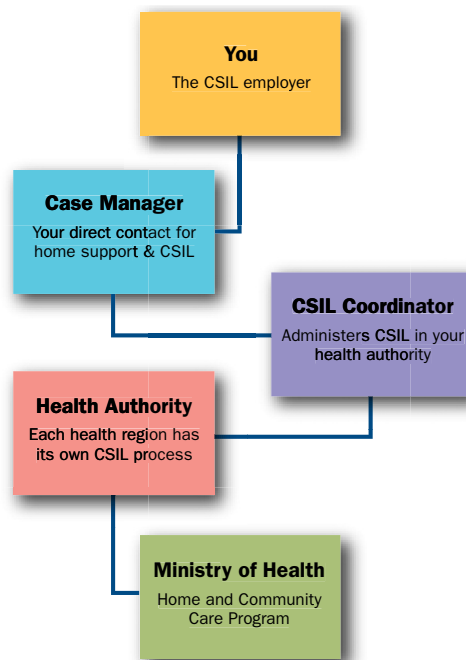 You
The CSIL employer
Case Manager
Your direct contact for
home support & CSIL
CSIL Coordinator
Administers CSIL in your
health authority
Health Authority
Each health region has
its own CSIL process
Ministry of Health
Home and Community
Care Program